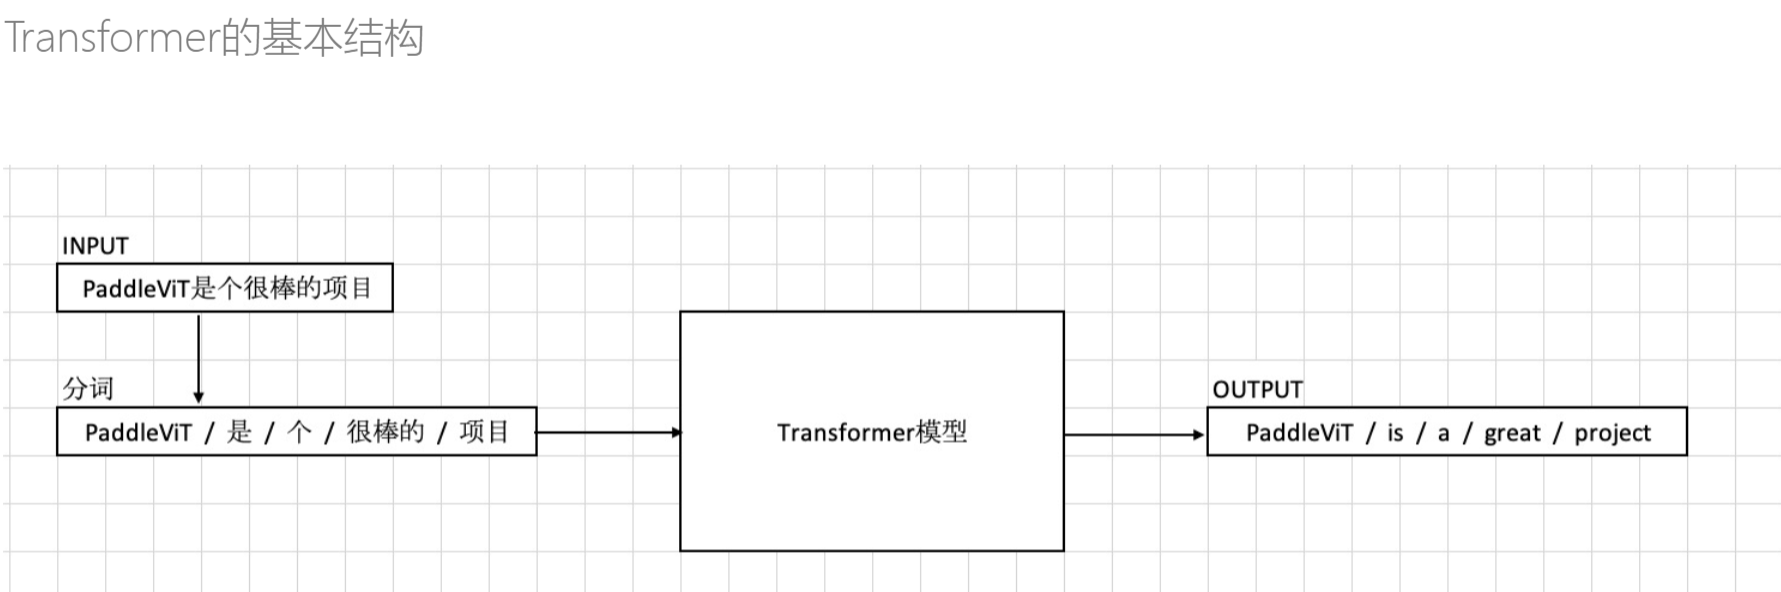 Transformer的基本结构
INPUT
PaddleViT是个很棒的项目
分词
PaddleViT / 是 / 个 / 很棒的 / 项目
Transformer模型
OUTPUT
PaddleViT / is / a / great / project